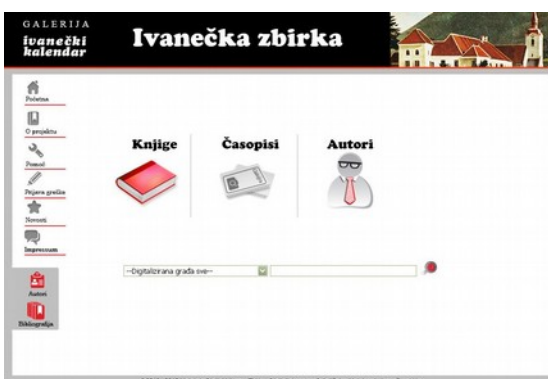 GALERIJA
ivanečki
kalendar
Ivanečka zbirka
Početna
O projektu
Pomoć
Prijava greške
Novosti
Impressum
Autori
Bibliografija
Knjige
Časopisi
Autori
--Digitalizirana građa sve--